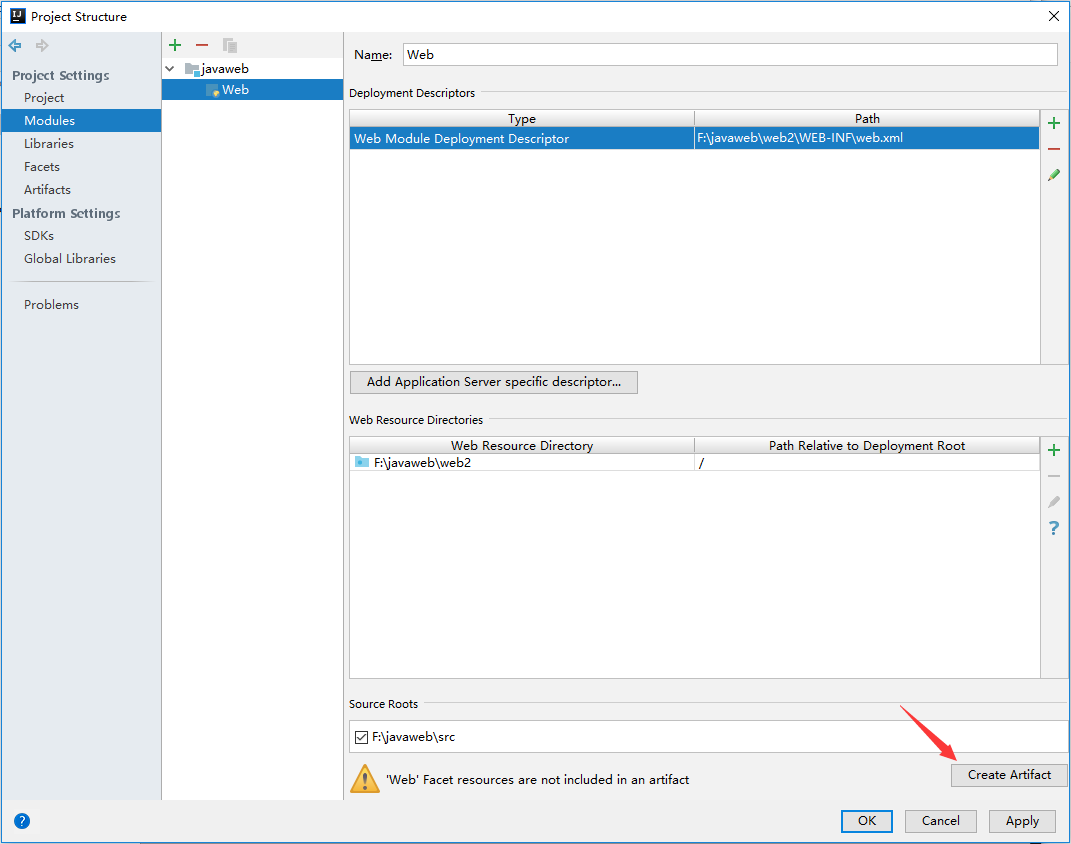 Project Structure
Project Settings
Project
Modules
Libraries
Facets
Artifacts
Platform Settings
SDKs
Global Libraries
Problems
javaweb
Web
Name: Web
Deployment Descriptors
Type Path
Web Module Deployment Descriptor F:\javaweb\web2\WEB-INF\web.xml
Add Application Server specific descriptor...
Web Resource Directories
Web Resource Directory Path Relative to Deployment Root
F:\javaweb\web2 /
Source Roots
F:\javaweb\src
'Web' Facet resources are not included in an artifact
Create Artifact
OK Cancel Apply